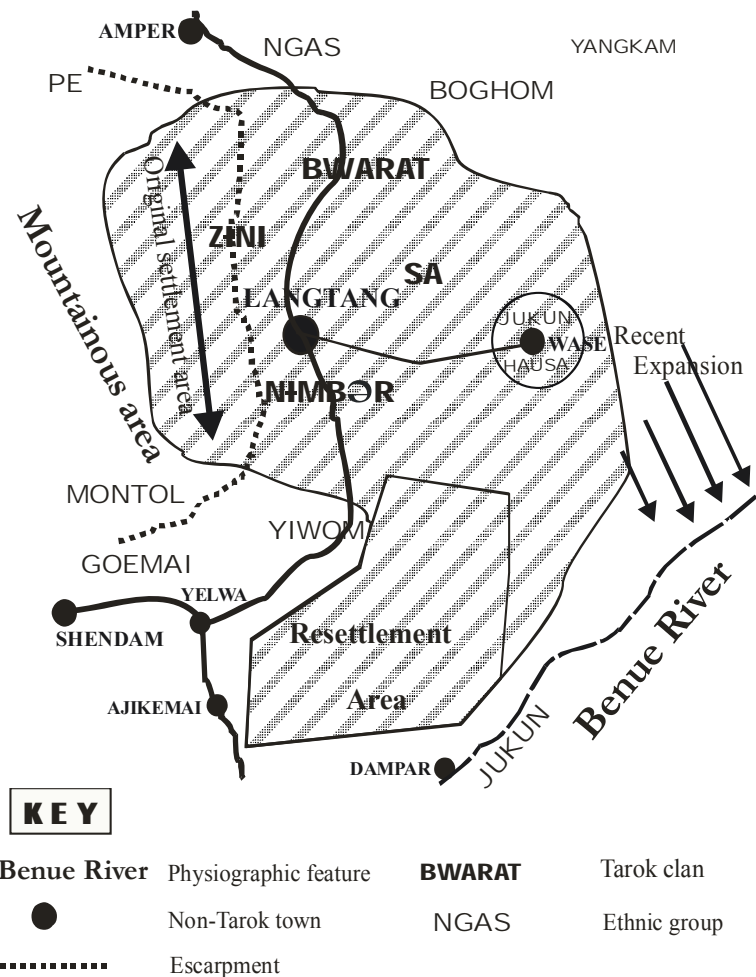 AMPER
NGAS
YANGKAM
PE
BOGHOM
BWARAT
Original settlement area
ZɨNI
SA
Mountainous area
LANGTANG
JUKUN
WASE
HAUSA
Recent
Expansion
NɨMBƏR
MONTOL
YIWOM
GOEMAI
YELWA
SHENDAM
Resettlement
Area
AJIKEMAI
Benue River
DAMPAR
JUKUN
KEY
Benue River Physiographic feature BWARAT Tarok clan
Non-Tarok town NGAS Ethnic group
Escarpment